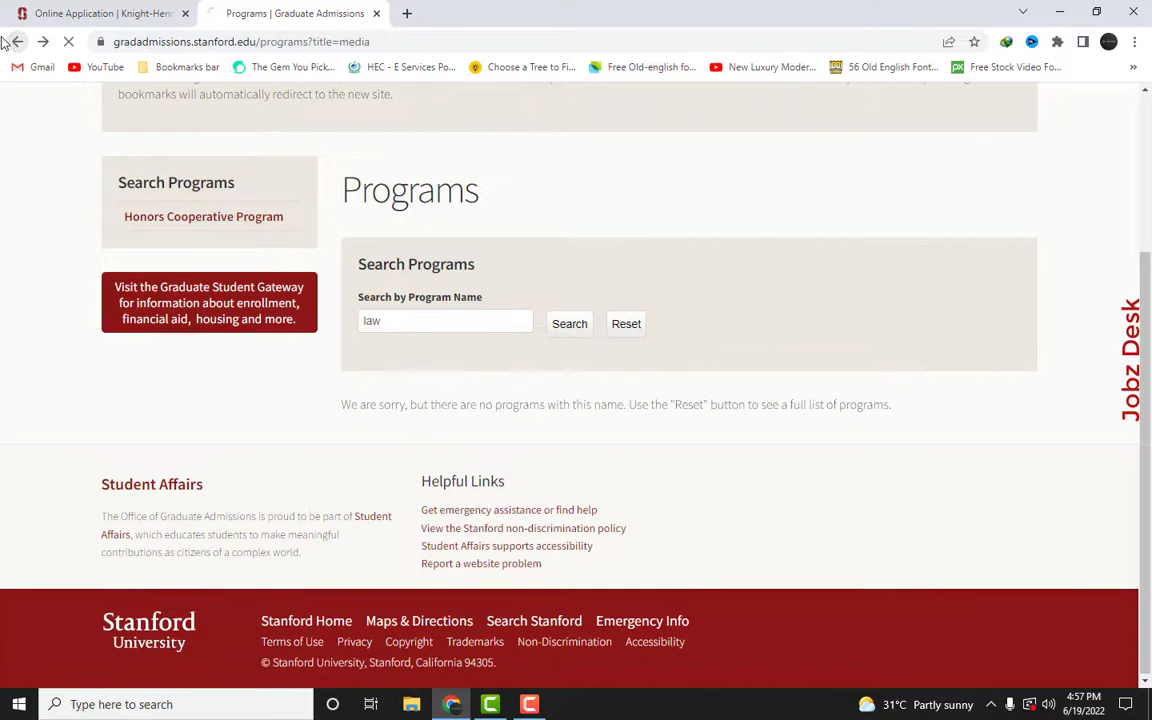 Online Application | Knight-Henn
Programs | Graduate Admissions
gradadmissions.stanford.edu/programs?title=media
Gmail
YouTube
Bookmarks bar
The Gem You Pick...
HEC - E Services Po...
Choose a Tree to Fi...
Free Old-english fo...
New Luxury Moder...
56 Old English Font...
Free Stock Video Fo...
bookmarks will automatically redirect to the new site.
Search Programs
Honors Cooperative Program
Visit the Graduate Student Gateway
for information about enrollment,
financial aid, housing and more.
Programs
Search Programs
Search by Program Name
law
Search
Reset
We are sorry, but there are no programs with this name. Use the "Reset" button to see a full list of programs.
Jobz Desk
Student Affairs
The Office of Graduate Admissions is proud to be part of Student
Affairs, which educates students to make meaningful
contributions as citizens of a complex world.
Helpful Links
Get emergency assistance or find help
View the Stanford non-discrimination policy
Student Affairs supports accessibility
Report a website problem
Stanford
University
Stanford Home
Maps & Directions
Search Stanford
Emergency Info
Terms of Use
Privacy
Copyright
Trademarks
Non-Discrimination
Accessibility
© Stanford University, Stanford, California 94305.
Type here to search
31°C Partly sunny
4:57 PM
6/19/2022